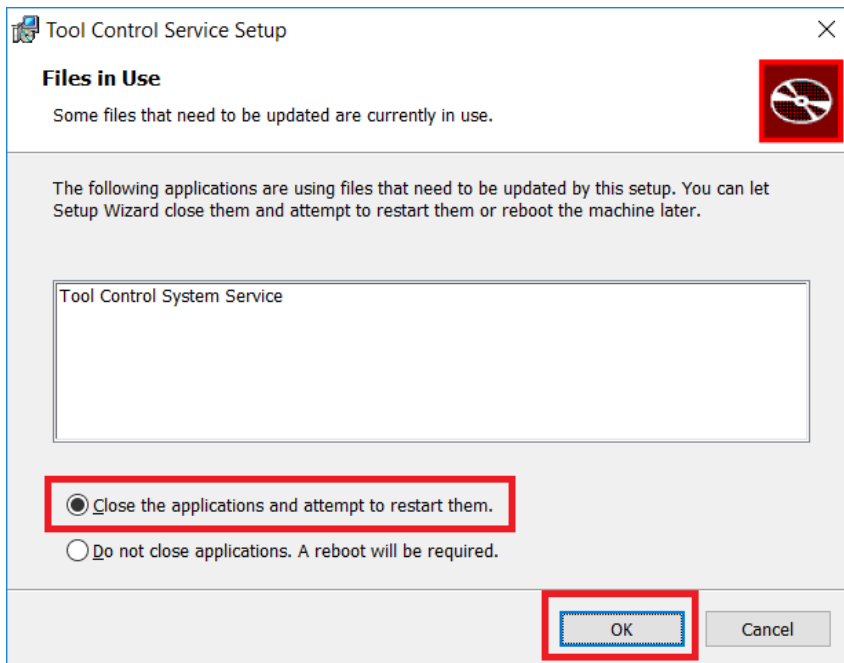 Tool Control Service Setup
Files in Use
Some files that need to be updated are currently in use.
The following applications are using files that need to be updated by this setup. You can let
Setup Wizard close them and attempt to restart them or reboot the machine later.
Tool Control System Service
Close the applications and attempt to restart them.
Do not close applications. A reboot will be required.
OK
Cancel